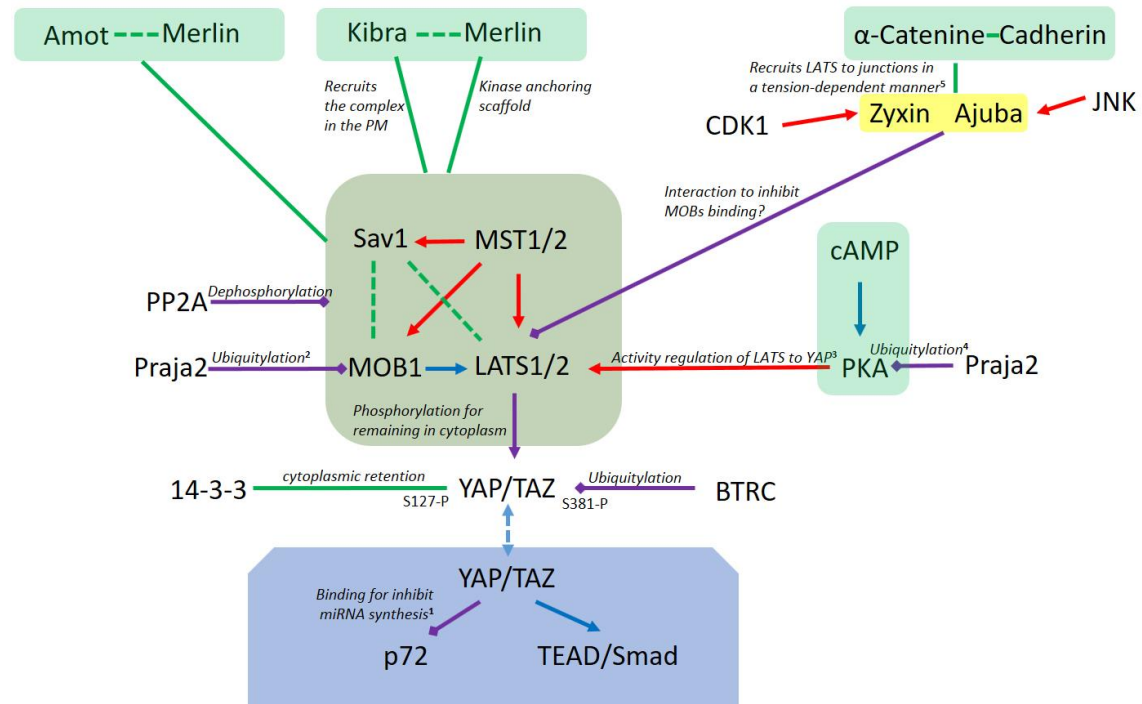 Amot Merlin
Kibra Merlin
α-Catenine Cadherin
Recruits
the complex
in the PM
Kinase anchoring
scaffold
Recruits LATS to junctions in
a tension-dependent manner⁵
CDK1
Zyxin Ajuba
JNK
Interaction to inhibit
MOBs binding?
Sav1
MST1/2
cAMP
PP2A
Dephosphorylation
Praja2
Ubiquitylation²
MOB1
LATS1/2
Activity regulation of LATS to YAP³
PKA
Ubiquitylation⁴
Praja2
Phosphorylation for
remaining in cytoplasm
14-3-3
cytoplasmic retention
S127-P
YAP/TAZ
S381-P
Ubiquitylation
BTRC
YAP/TAZ
Binding for inhibit
miRNA synthesis¹
p72
TEAD/Smad